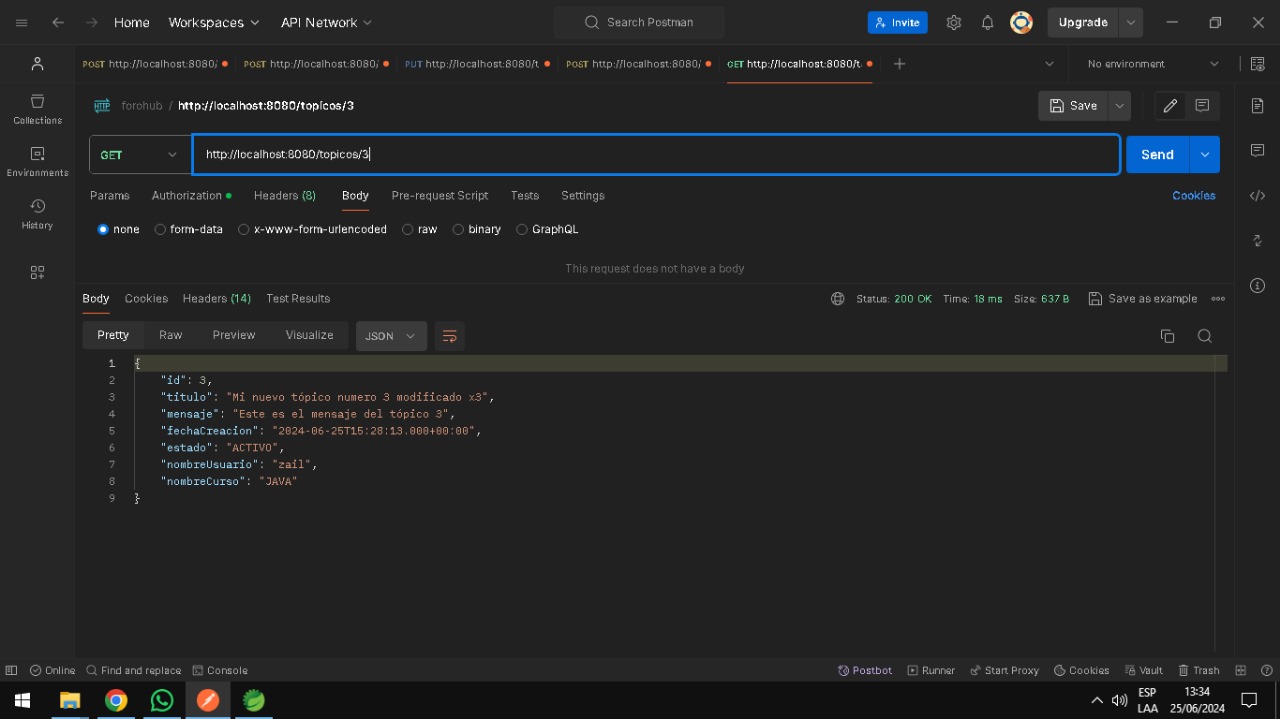 Home Workspaces API Network Search Postman Invite Upgrade
POST http://localhost:8080/ POST http://localhost:8080/ PUT http://localhost:8080/t POST http://localhost:8080/ GET http://localhost:8080/t. No environment
HTTP forohub / http://localhost:8080/topicos/3 Save
Collections
GET http://localhost:8080/topicos/3 Send
Environments
Params Authorization Headers (8) Body Pre-request Script Tests Settings Cookies
History
none form-data x-www-form-urlencoded raw binary GraphQL
This request does not have a body
Body Cookies Headers (14) Test Results Status: 200 OK Time: 18 ms Size: 637 B Save as example
Pretty Raw Preview Visualize JSON
1 {
2 "id": 3,
3 "titulo": "Mi nuevo tópico numero 3 modificado x3",
4 "mensaje": "Este es el mensaje del tópico 3",
5 "fechaCreacion": "2024-06-25T15:28:13.000+00:00",
6 "estado": "ACTIVO",
7 "nombreUsuario": "zail",
8 "nombreCurso": "JAVA"
9 }
Online Find and replace Console Postbot Runner Start Proxy Cookies Vault Trash
ESP 13:34
LAA 25/06/2024